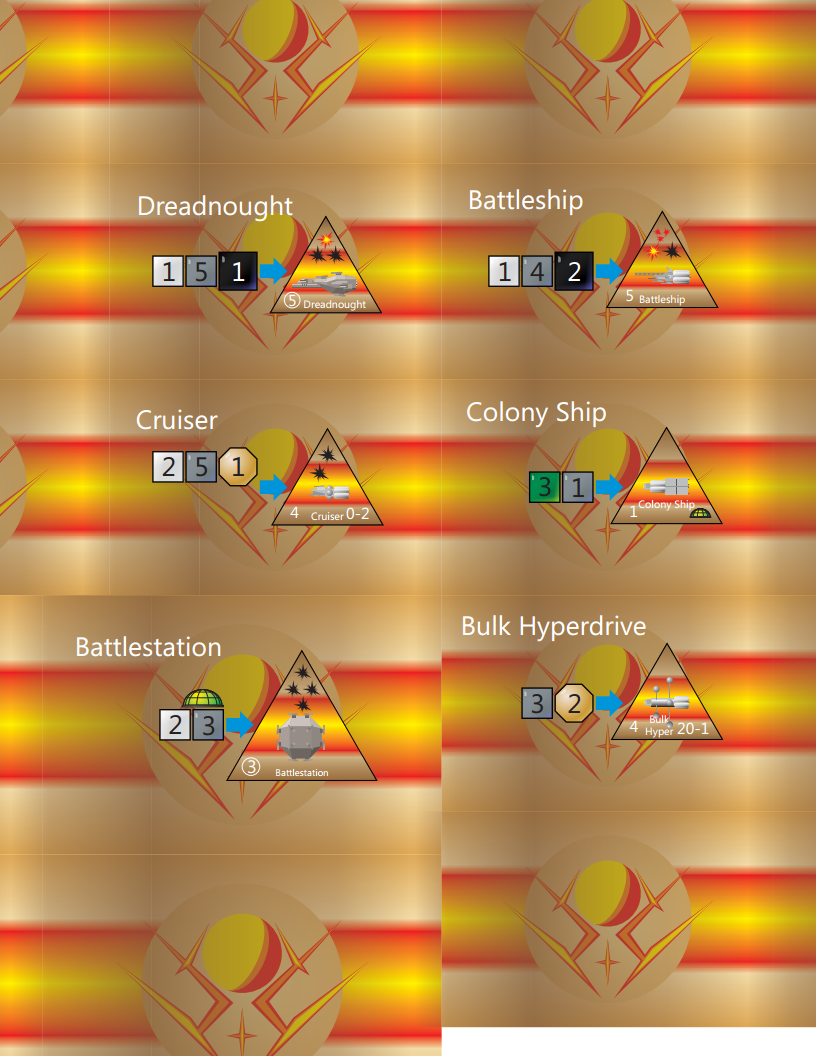 Dreadnought
1 5 1
⑤ Dreadnought
Battleship
1 4 2
5 Battleship
Cruiser
2 5 1
4 Cruiser 0-2
Colony Ship
3 1
Colony Ship
1
Battlestation
2 3
③ Battlestation
Bulk Hyperdrive
3 2
Bulk
4 Hyper 20-1